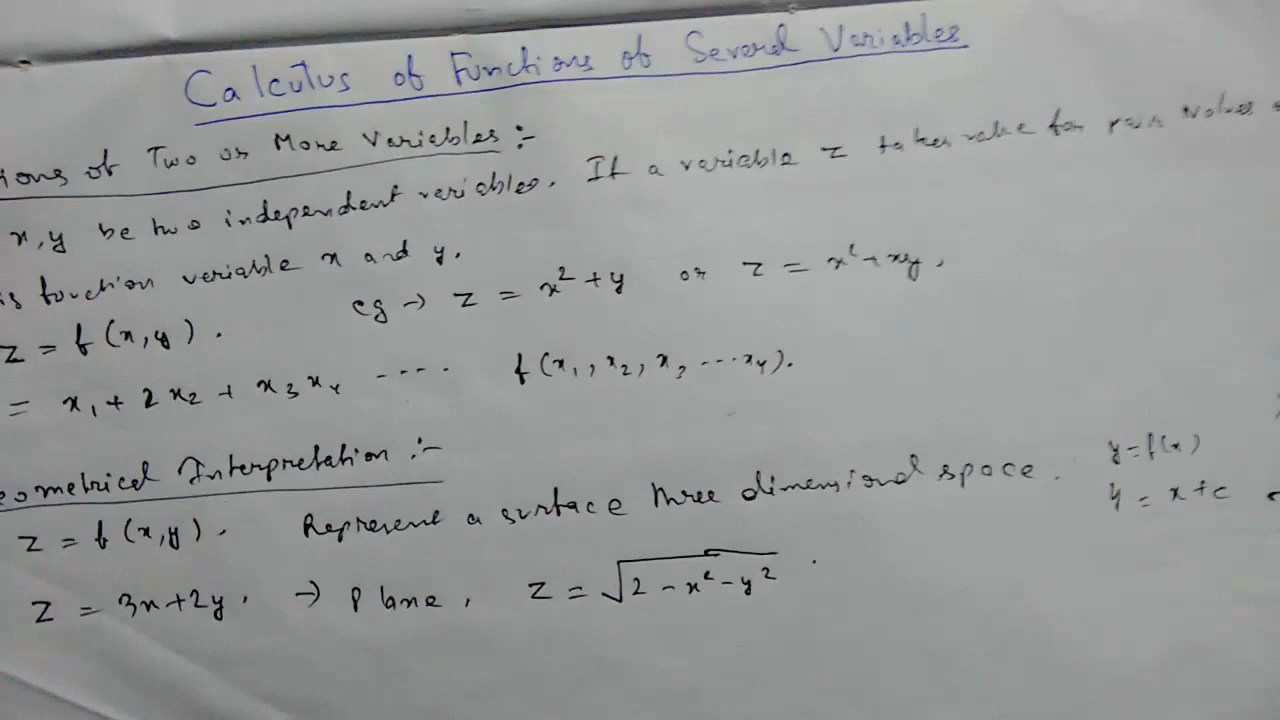 Calculus of Functions of Several Variables
ions of Two or More Variables :-
x, y be two independent variables. If a variable z takes value for values
is function variable x and y.
z = f(x,y). eg → z = x² + y or z = x² + xy,
= x₁ + 2x₂ + x₃x₄ ---- f(x₁, x₂, x₃ ---x₄).
eometrical Interpretation :-
z = f(x,y). Represent a surface three dimensional space. y = f(x)
y = x + c
z = 3x+2y, → Plane, z = √(2 - x² - y²)